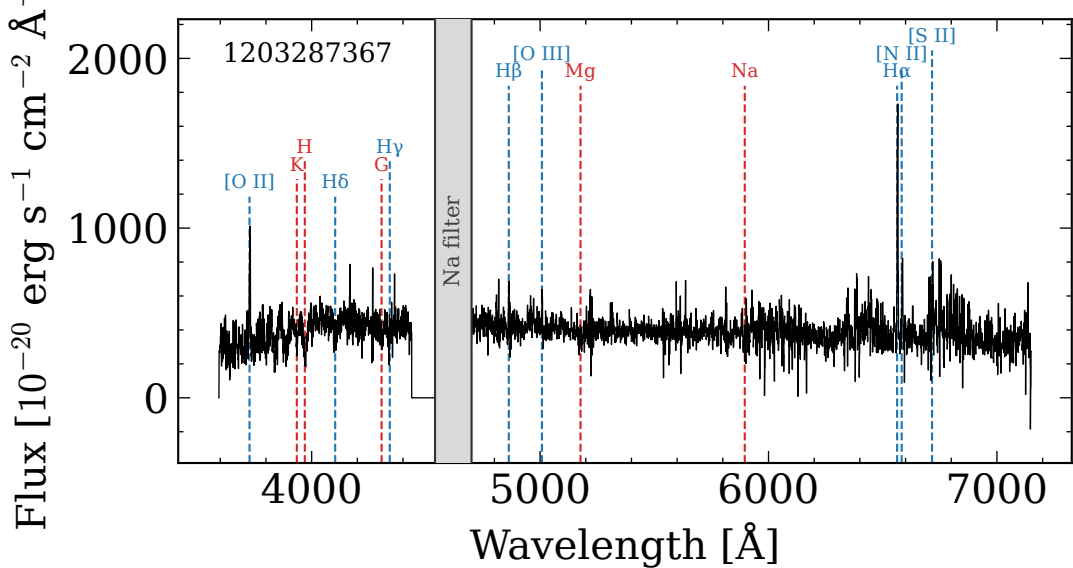 1203287367
[S II]
[O III] [N II]
Hβ Mg Na Hα
H Hγ
K G
[O II] Hδ
Na filter
2000
1000
0
4000 5000 6000 7000
Wavelength [Å]
Flux [10⁻²⁰ erg s⁻¹ cm⁻² Å⁻